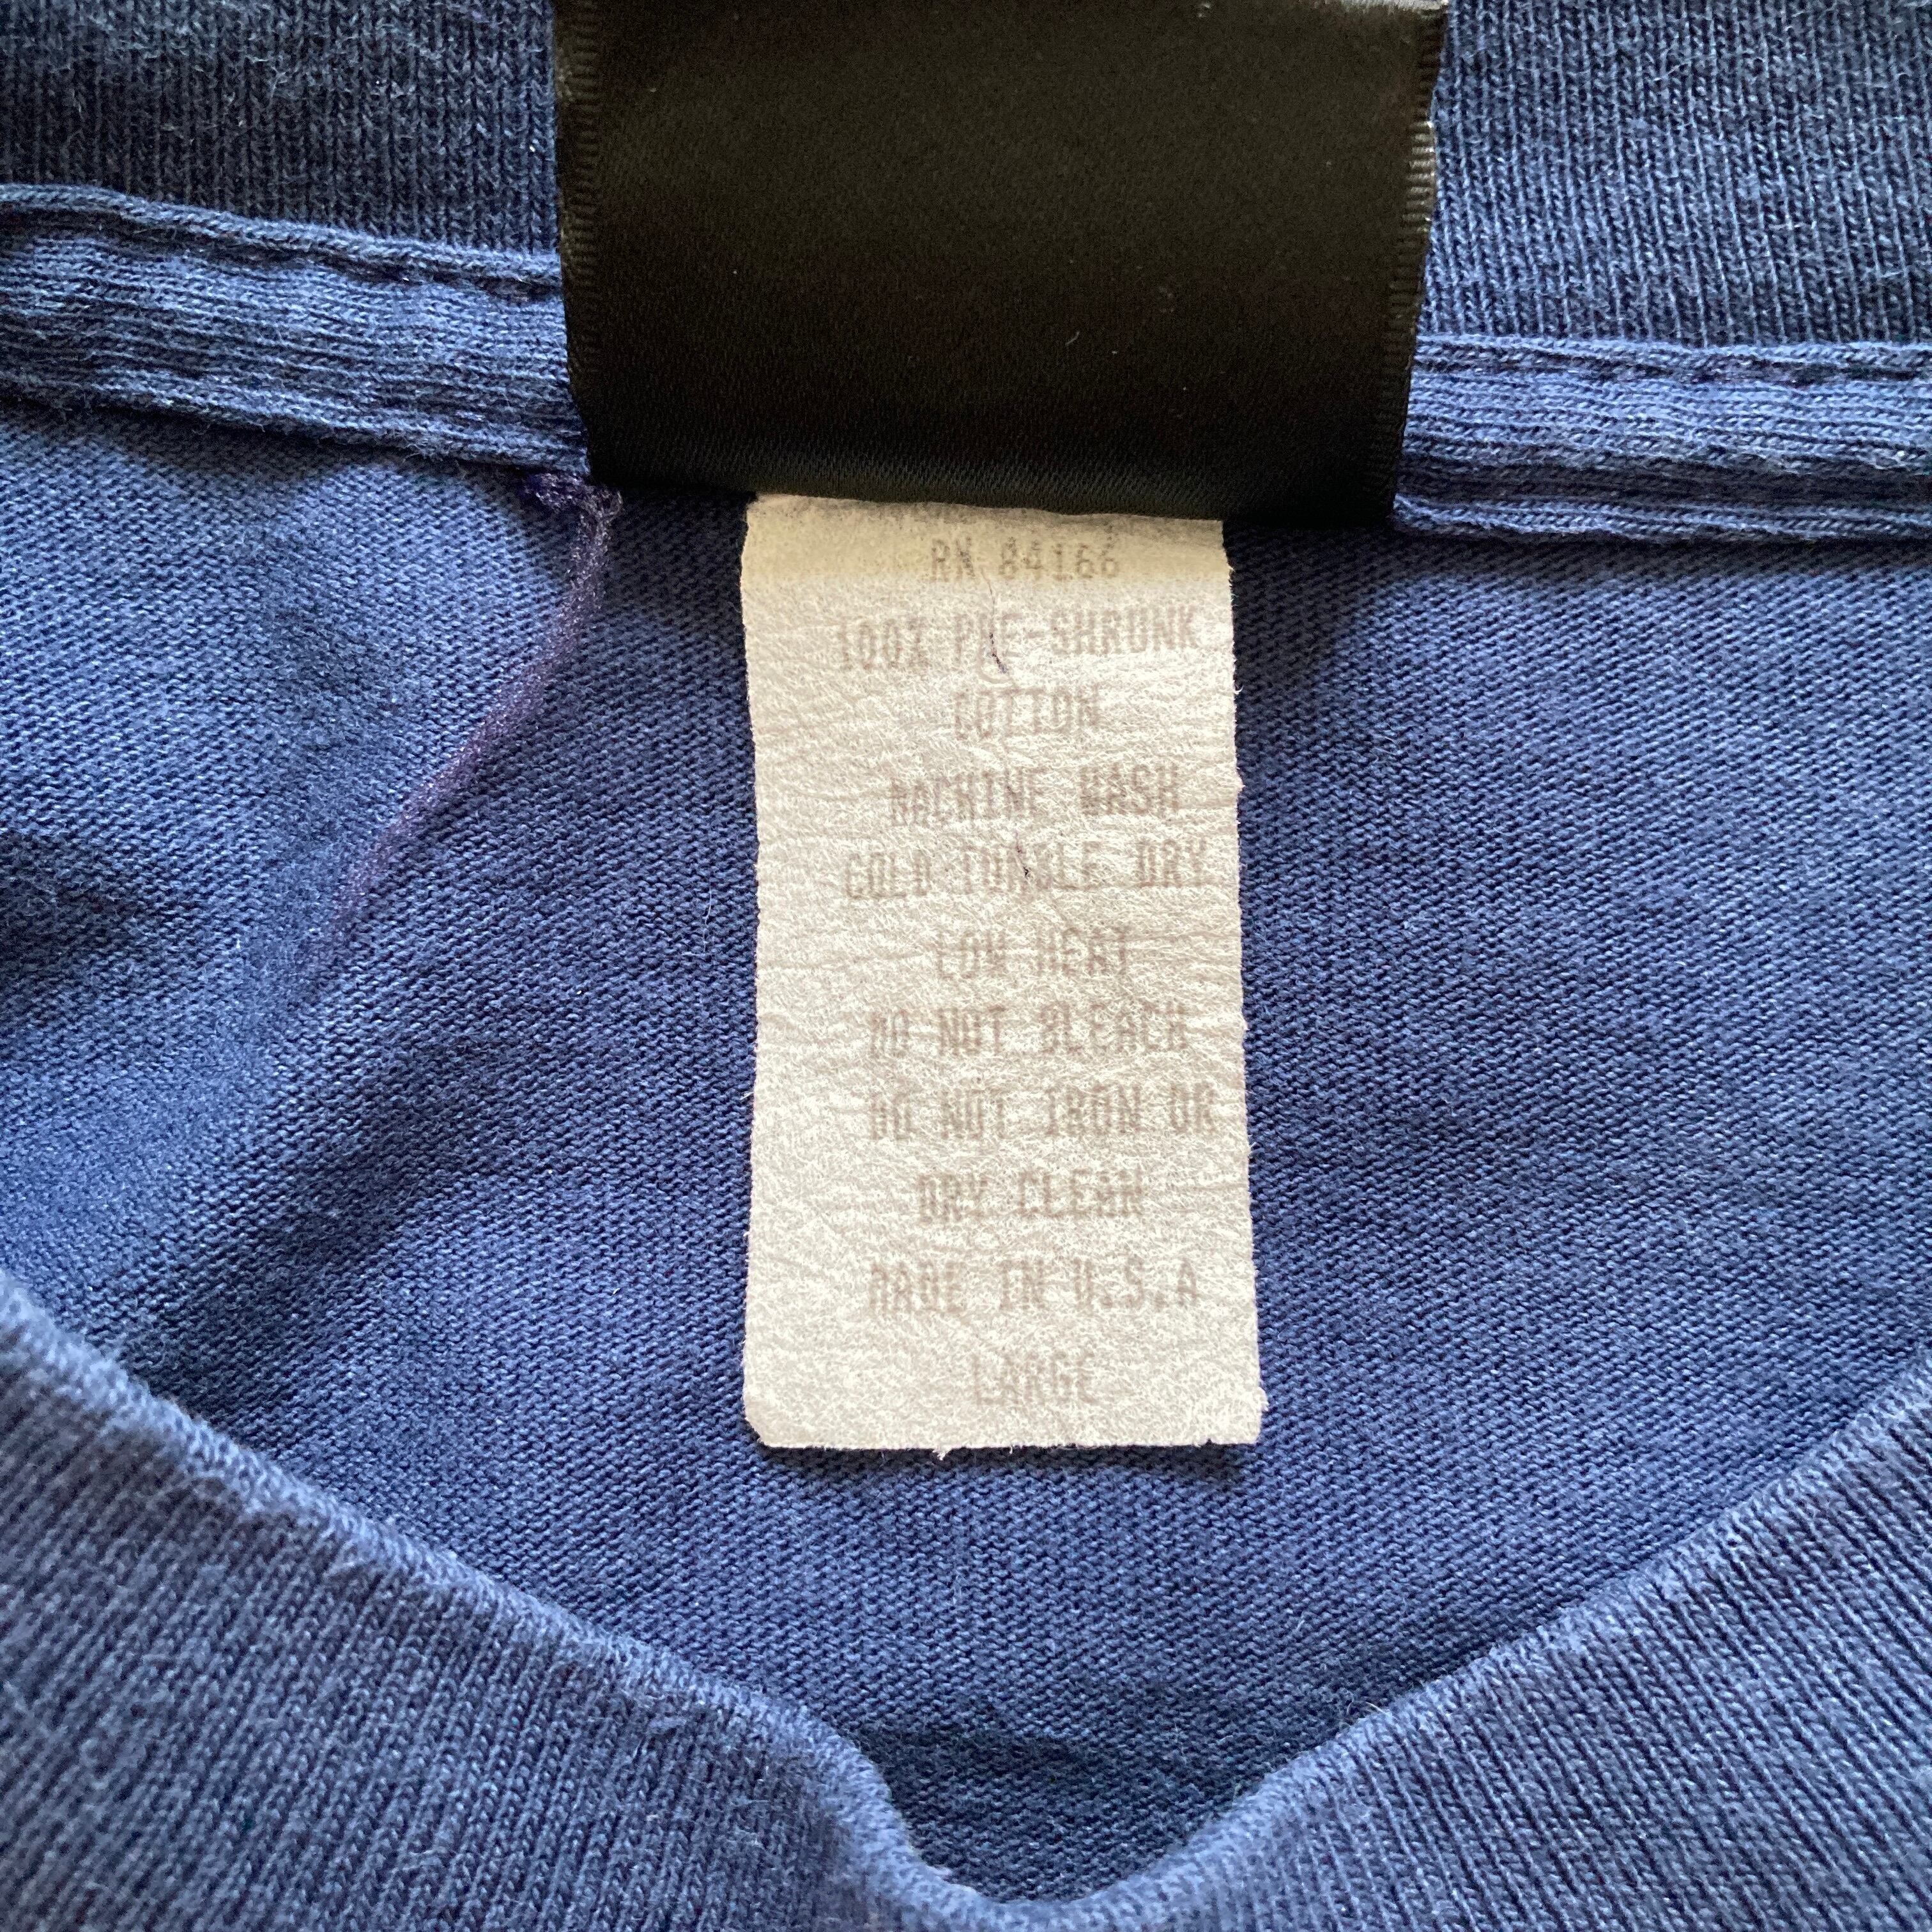 RN 84166
100% PRE-SHRUNK
COTTON
MACHINE WASH
COLD TUMBLE DRY
LOW HEAT
DO NOT BLEACH
DO NOT IRON OR
DRY CLEAN
MADE IN U.S.A
LARGE